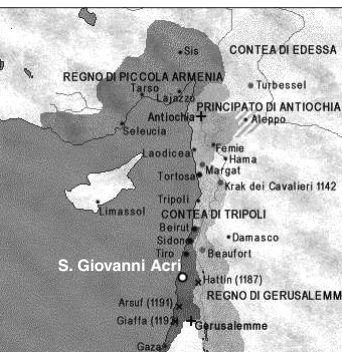 Sis
CONTEA DI EDESSA
REGNO DI PICCOLA ARMENIA
Turbessel
Tarso
Lajazzo
PRINCIPATO DI ANTIOCHIA
Antiochia
Aleppo
Seleucia
Laodicea
Femie
Hama
Margat
Tortosa
Krak dei Cavalieri 1142
Tripoli
Limassol
CONTEA DI TRIPOLI
Beirut
Sidone
Damasco
Tiro
Beaufort
S. Giovanni Acri
Hattin (1187)
REGNO DI GERUSALEMM
Arsuf (1191)
Giaffa (1192)
Gerusalemme
Gaza